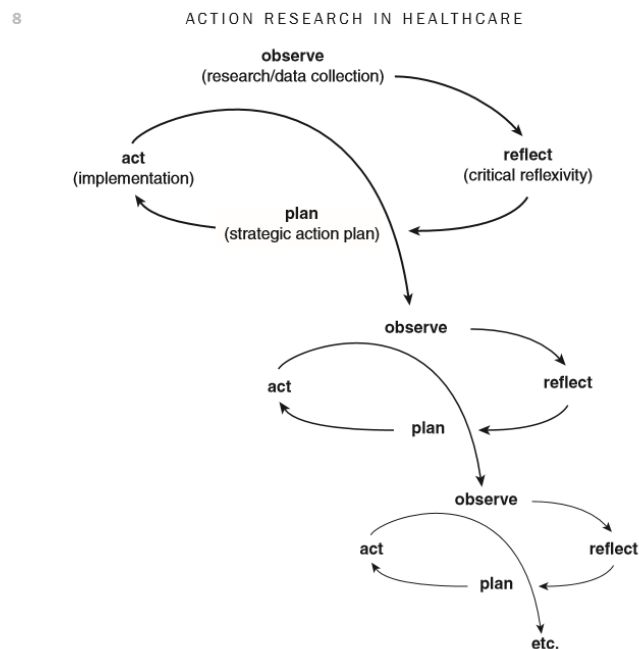 8
ACTION RESEARCH IN HEALTHCARE
observe
(research/data collection)
reflect
(critical reflexivity)
act
(implementation)
plan
(strategic action plan)
observe
reflect
act
plan
observe
reflect
act
plan
etc.